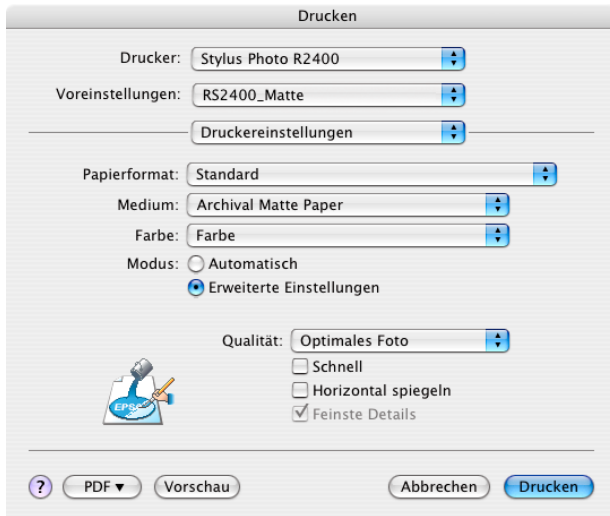 Drucken
Drucker: Stylus Photo R2400
Voreinstellungen: RS2400_Matte
Druckereinstellungen
Papierformat: Standard
Medium: Archival Matte Paper
Farbe: Farbe
Modus: Automatisch
Erweiterte Einstellungen
Qualität: Optimales Foto
Schnell
Horizontal spiegeln
Feinste Details
EPSO
? PDF▼ Vorschau Abbrechen Drucken